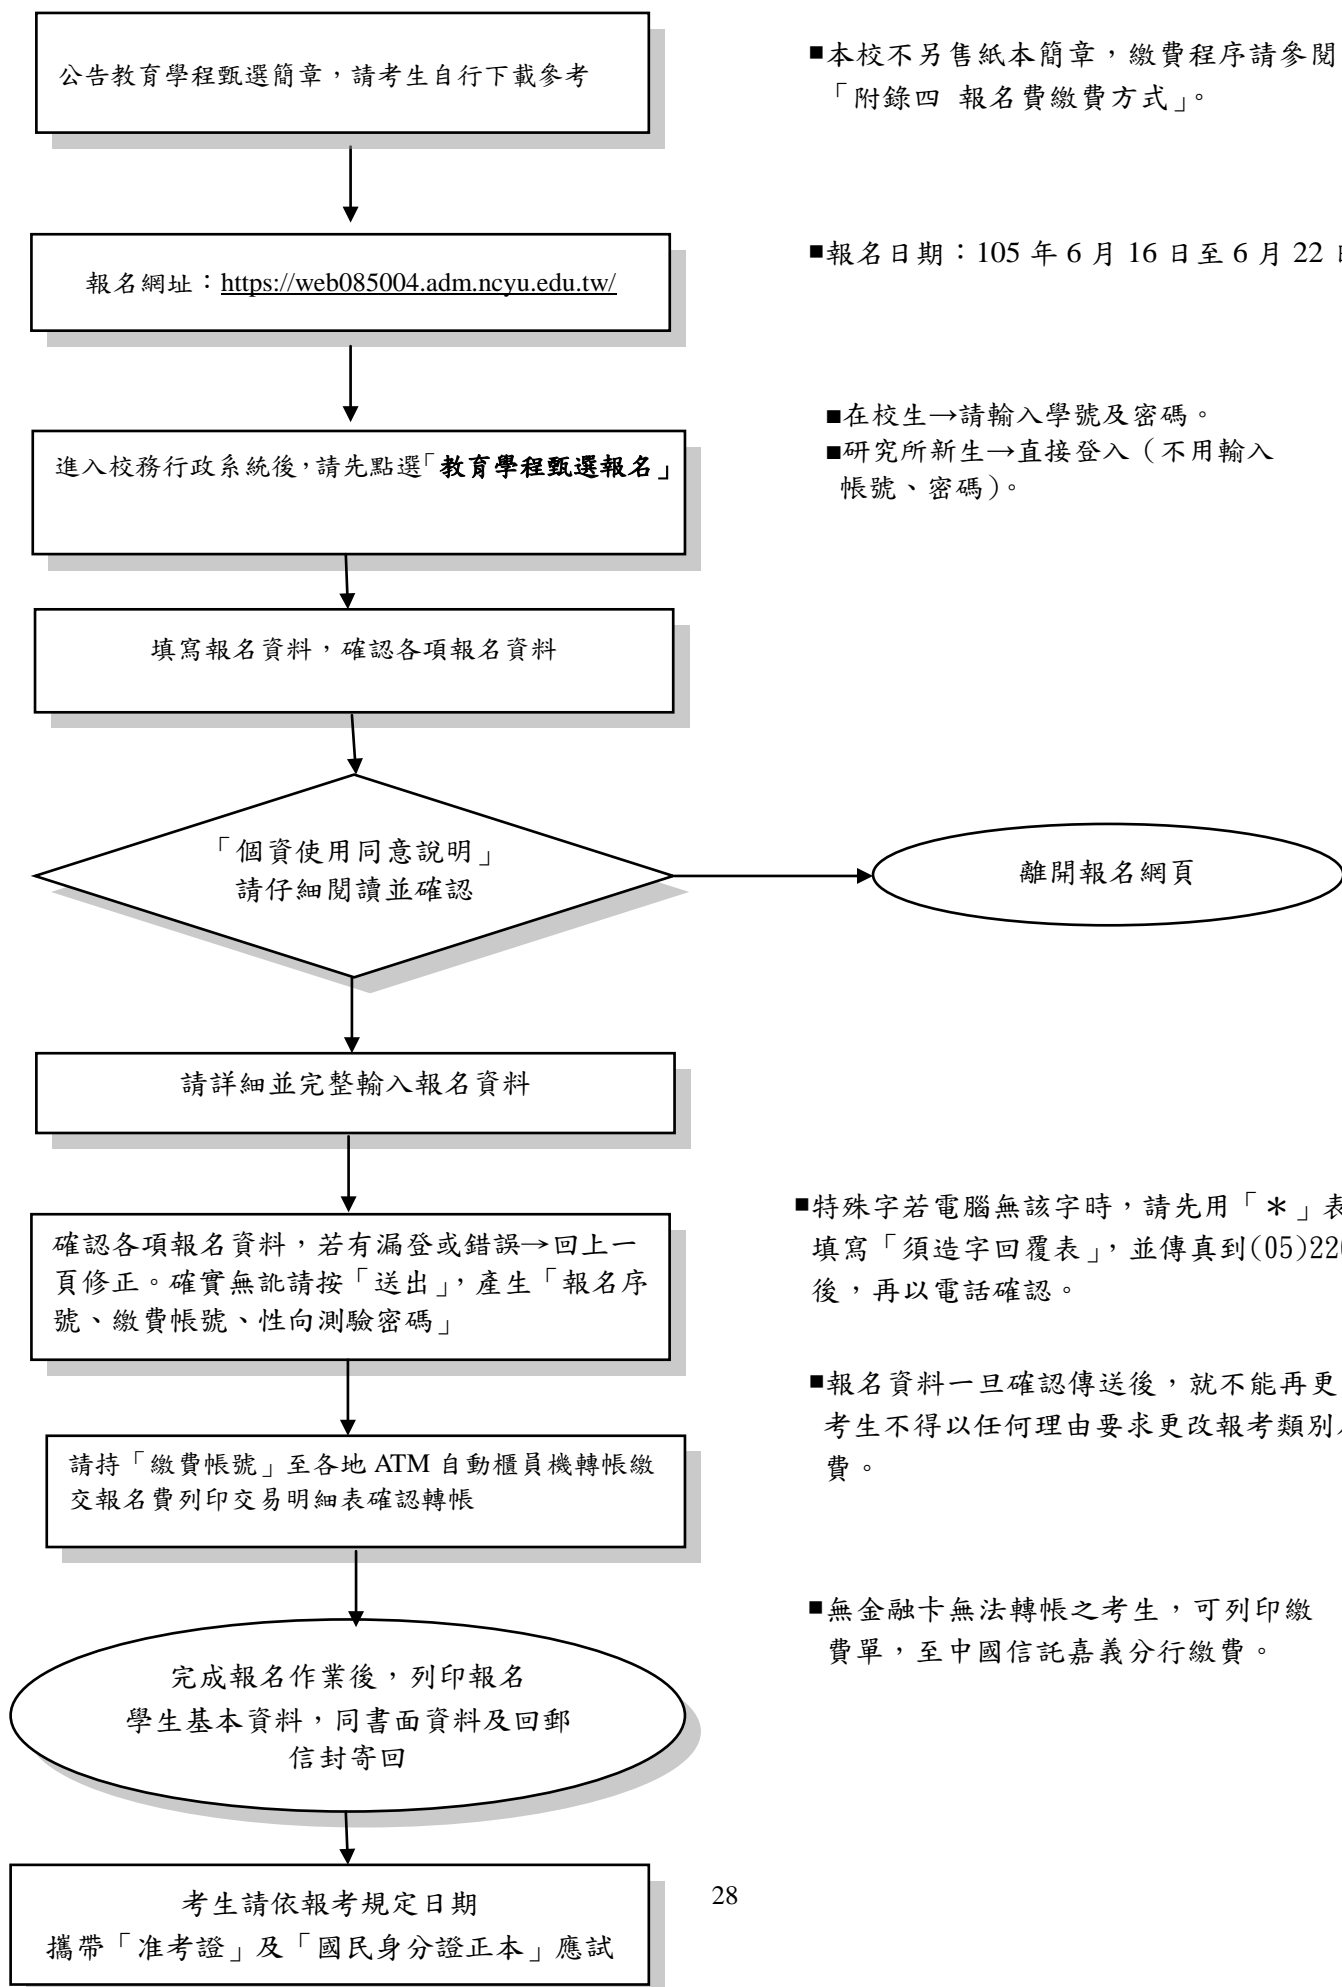 公告教育學程甄選簡章，請考生自行下載參考
■本校不另售紙本簡章，繳費程序請參閱
「附錄四 報名費繳費方式」。
報名網址：https://web085004.adm.ncyu.edu.tw/
■報名日期：105 年 6 月 16 日至 6 月 22
進入校務行政系統後，請先點選「教育學程甄選報名」
■在校生→請輸入學號及密碼。
■研究所新生→直接登入（不用輸入
帳號、密碼）。
填寫報名資料，確認各項報名資料
「個資使用同意說明」
請仔細閱讀並確認
離開報名網頁
請詳細並完整輸入報名資料
確認各項報名資料，若有漏登或錯誤→回上一
頁修正。確實無訛請按「送出」，產生「報名序
號、繳費帳號、性向測驗密碼」
■特殊字若電腦無該字時，請先用「＊」表
填寫「須造字回覆表」，並傳真到(05)22
後，再以電話確認。
■報名資料一旦確認傳送後，就不能再更
考生不得以任何理由要求更改報考類別
費。
請持「繳費帳號」至各地 ATM 自動櫃員機轉帳繳
交報名費列印交易明細表確認轉帳
■無金融卡無法轉帳之考生，可列印繳
費單，至中國信託嘉義分行繳費。
完成報名作業後，列印報名
學生基本資料，同書面資料及回郵
信封寄回
考生請依報考規定日期
攜帶「准考證」及「國民身分證正本」應試
28